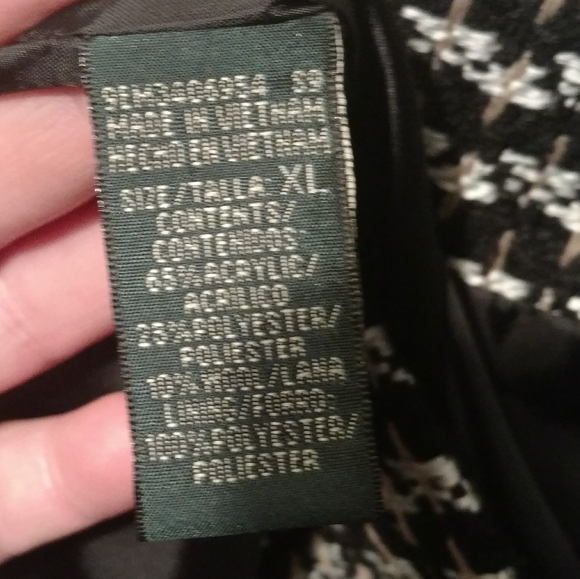 MADE IN VIETNAM
HECHO EN VIETNAM
SIZE/TALLA XL
CONTENTS/
CONTENIDOS
65% ACRYLIC/
ACRILICO
25% POLYESTER/
POLIESTER
10% WOOL/LANA
LINING/FORRO
100% POLYESTER/
POLIESTER